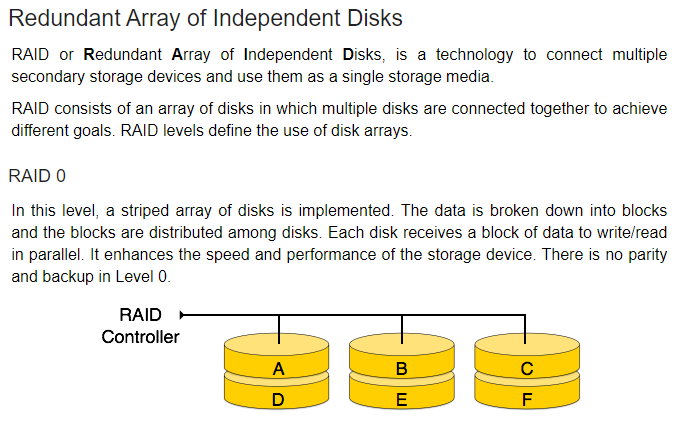 Redundant Array of Independent Disks
RAID or Redundant Array of Independent Disks, is a technology to connect multiple
secondary storage devices and use them as a single storage media.
RAID consists of an array of disks in which multiple disks are connected together to achieve
different goals. RAID levels define the use of disk arrays.
RAID 0
In this level, a striped array of disks is implemented. The data is broken down into blocks
and the blocks are distributed among disks. Each disk receives a block of data to write/read
in parallel. It enhances the speed and performance of the storage device. There is no parity
and backup in Level 0.
RAID
Controller
A B C
D E F